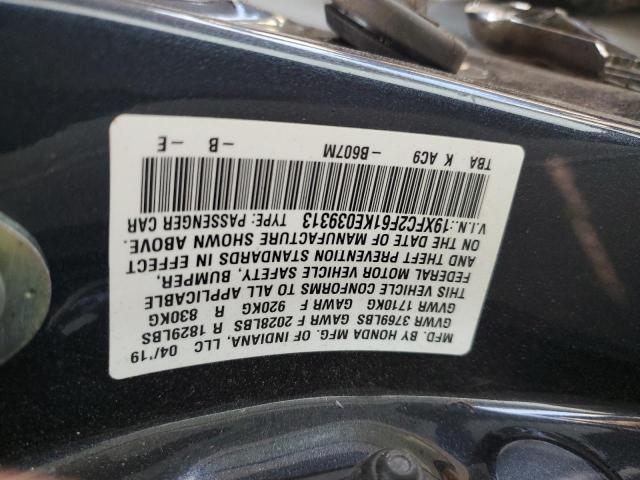 MFD. BY HONDA MFG. OF INDIANA, LLC 04/'19
GVWR 3769LBS GAWR F 2028LBS R 1829LBS
GVWR 1710KG GAWR F 920KG R 830KG
THIS VEHICLE CONFORMS TO ALL APPLICABLE
FEDERAL MOTOR VEHICLE SAFETY, BUMPER,
AND THEFT PREVENTION STANDARDS IN EFFECT
ON THE DATE OF MANUFACTURE SHOWN ABOVE.
V.I.N.:19XFC2F61KE039313 TYPE: PASSENGER CAR
TBA K AC9 -B607M -B -E